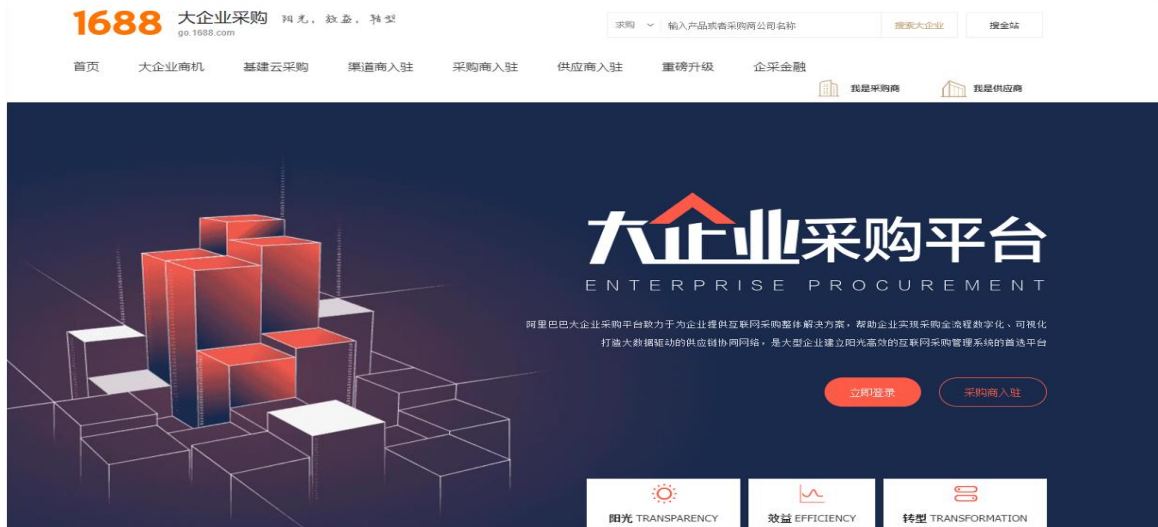 1688 大企业采购 阳光, 效益, 转型
go.1688.com
求购 输入产品或者采购商公司名称 搜索大企业 搜全站
首页 大企业商机 基建云采购 渠道商入驻 采购商入驻 供应商入驻 重磅升级 企采金融
我是采购商 我是供应商
大企业采购平台
ENTERPRISE PROCUREMENT
阿里巴巴大企业采购平台致力于为企业提供互联网采购整体解决方案，帮助企业实现采购全流程数字化、可视化
打造大数据驱动的供应链协同网络，是大型企业建立阳光高效的互联网采购管理系统的首选平台
立即登录 采购商入驻
阳光 TRANSPARENCY 效益 EFFICIENCY 转型 TRANSFORMATION